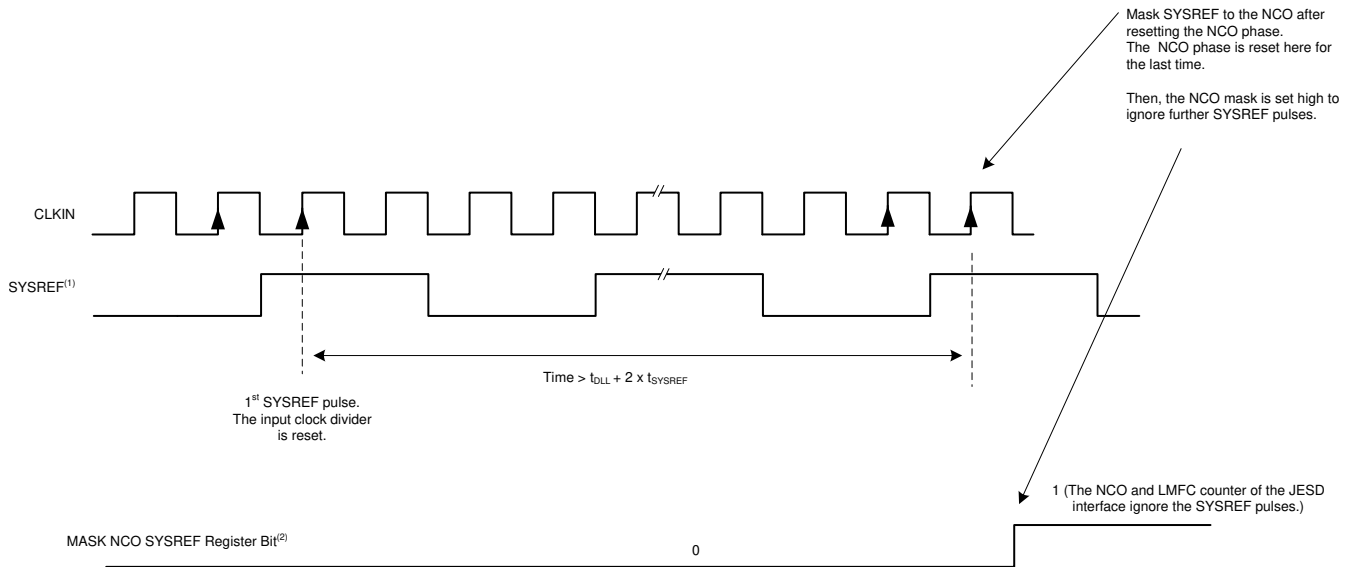 Mask SYSREF to the NCO after
resetting the NCO phase.
The NCO phase is reset here for
the last time.
Then, the NCO mask is set high to
ignore further SYSREF pulses.
CLKIN
SYSREF(1)
Time > tDLL + 2 x tSYSREF
1st SYSREF pulse.
The input clock divider
is reset.
1 (The NCO and LMFC counter of the JESD
interface ignore the SYSREF pulses.)
MASK NCO SYSREF Register Bit(2)
0